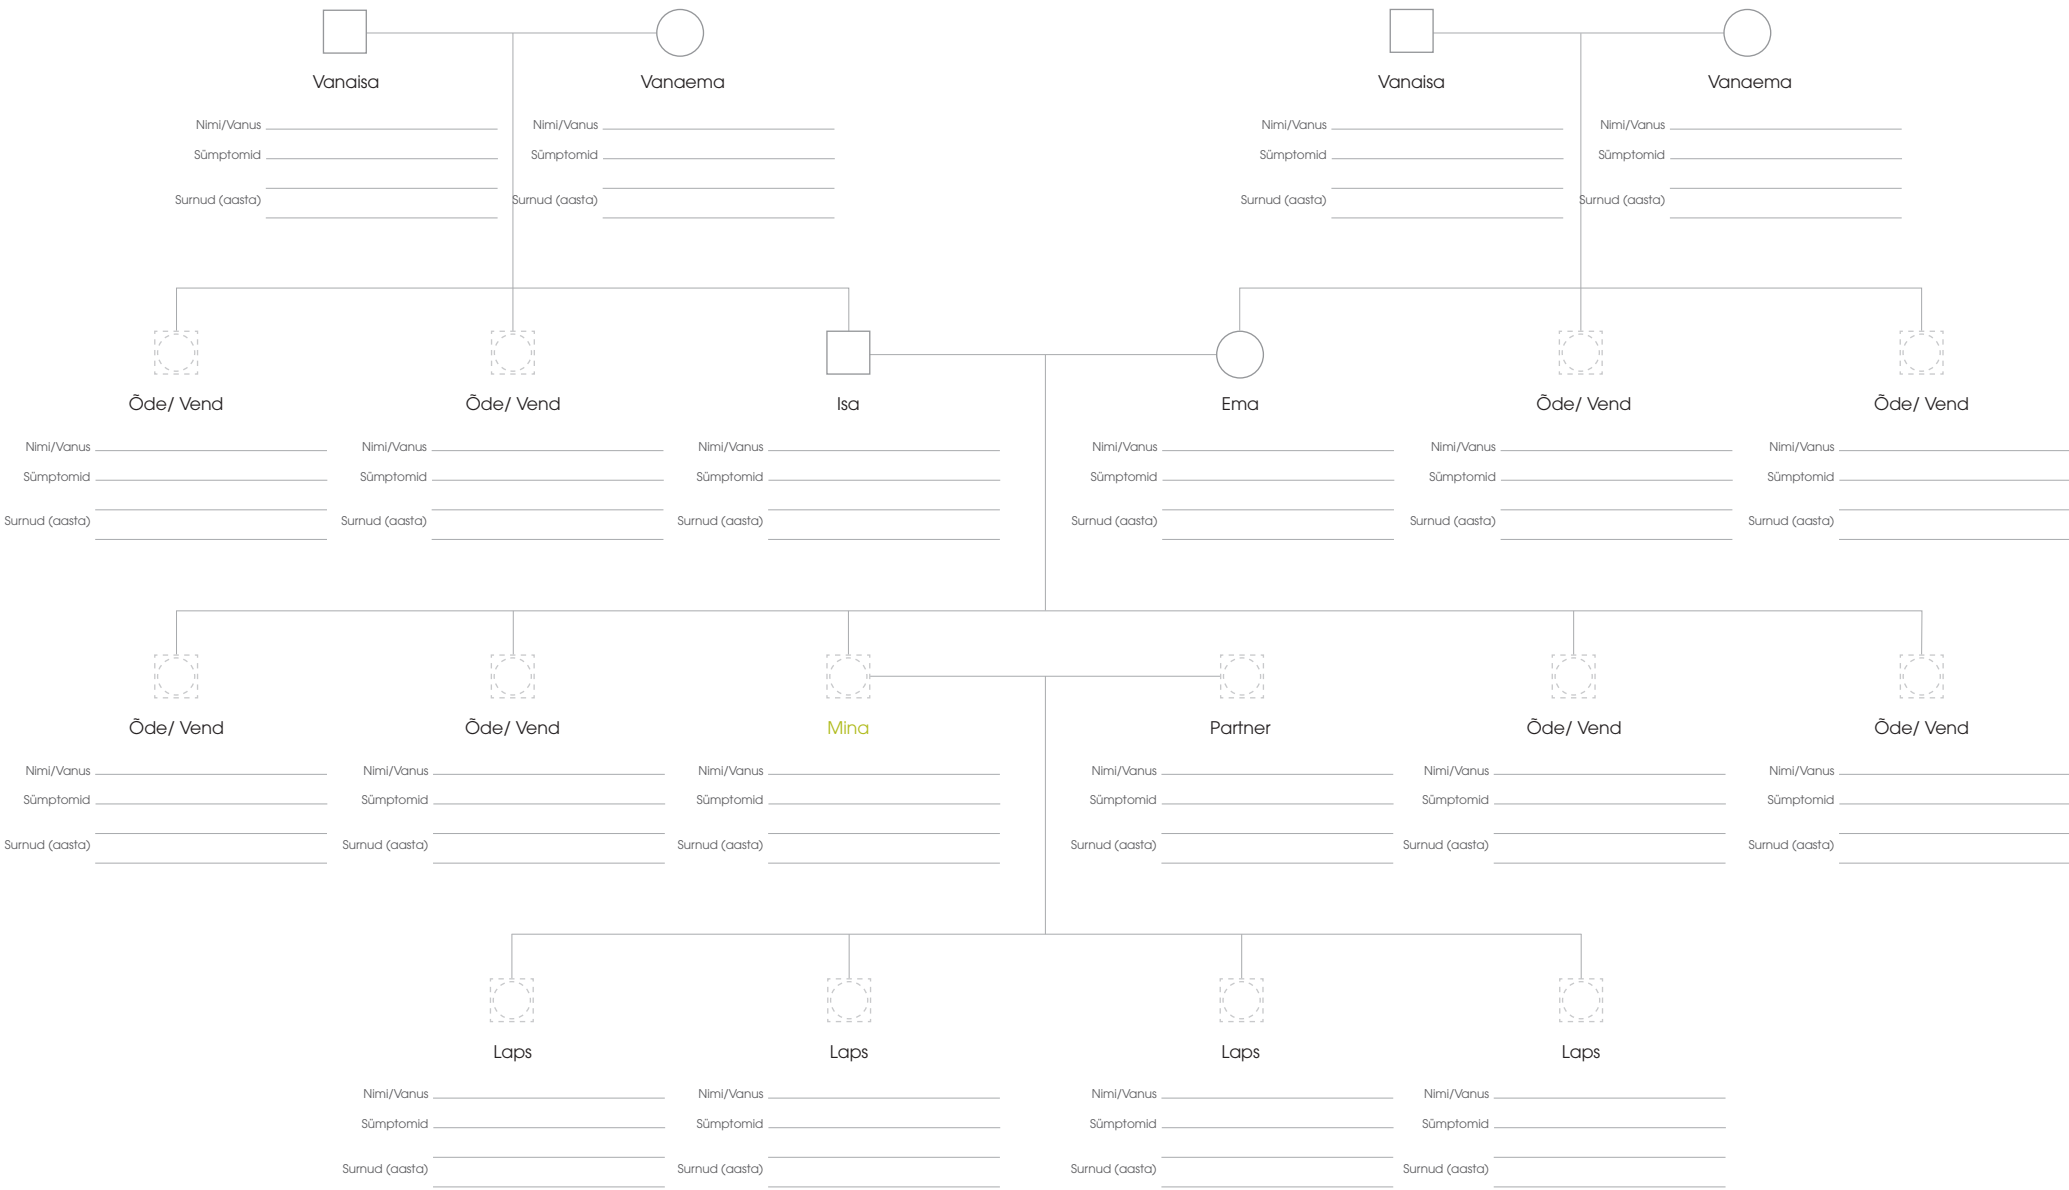 Vanaisa Vanaema Vanaisa Vanaema
Nimi/Vanus Nimi/Vanus Nimi/Vanus Nimi/Vanus
Sümptomid Sümptomid Sümptomid Sümptomid
Surnud (aasta) Surnud (aasta) Surnud (aasta) Surnud (aasta)
Õde/ Vend Õde/ Vend Isa Ema Õde/ Vend Õde/ Vend
Nimi/Vanus Nimi/Vanus Nimi/Vanus Nimi/Vanus Nimi/Vanus Nimi/Vanus
Sümptomid Sümptomid Sümptomid Sümptomid Sümptomid Sümptomid
Surnud (aasta) Surnud (aasta) Surnud (aasta) Surnud (aasta) Surnud (aasta) Surnud (aasta)
Õde/ Vend Õde/ Vend Mina Partner Õde/ Vend Õde/ Vend
Nimi/Vanus Nimi/Vanus Nimi/Vanus Nimi/Vanus Nimi/Vanus Nimi/Vanus
Sümptomid Sümptomid Sümptomid Sümptomid Sümptomid Sümptomid
Surnud (aasta) Surnud (aasta) Surnud (aasta) Surnud (aasta) Surnud (aasta) Surnud (aasta)
Laps Laps Laps Laps
Nimi/Vanus Nimi/Vanus Nimi/Vanus Nimi/Vanus
Sümptomid Sümptomid Sümptomid Sümptomid
Surnud (aasta) Surnud (aasta) Surnud (aasta) Surnud (aasta)